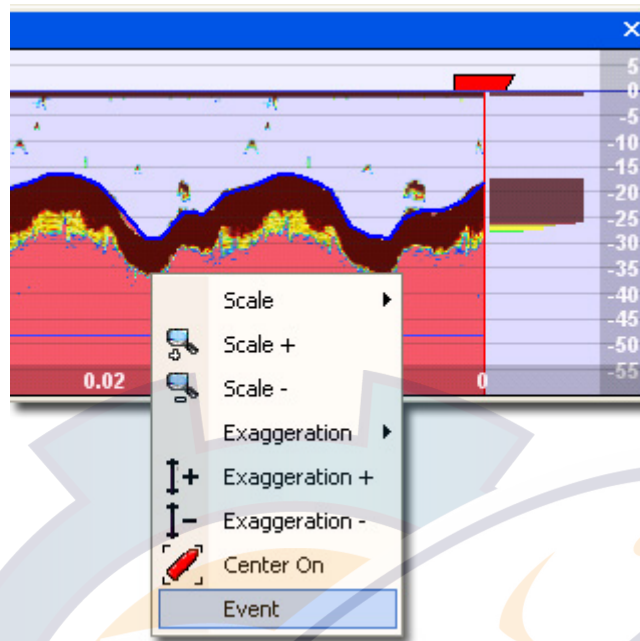 5
0
-5
-10
-15
-20
-25
-30
-35
-40
-45
-50
-55
0.02
0
Scale
Scale +
Scale -
Exaggeration
Exaggeration +
Exaggeration -
Center On
Event